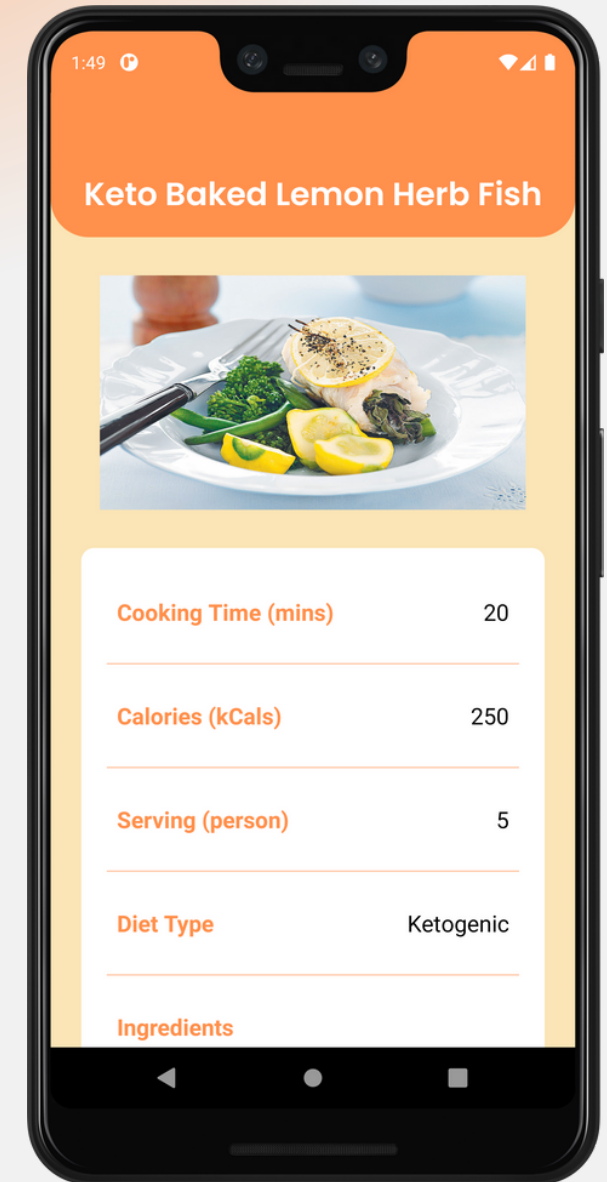 1:49
Keto Baked Lemon Herb Fish
Cooking Time (mins) 20
Calories (kCals) 250
Serving (person) 5
Diet Type Ketogenic
Ingredients